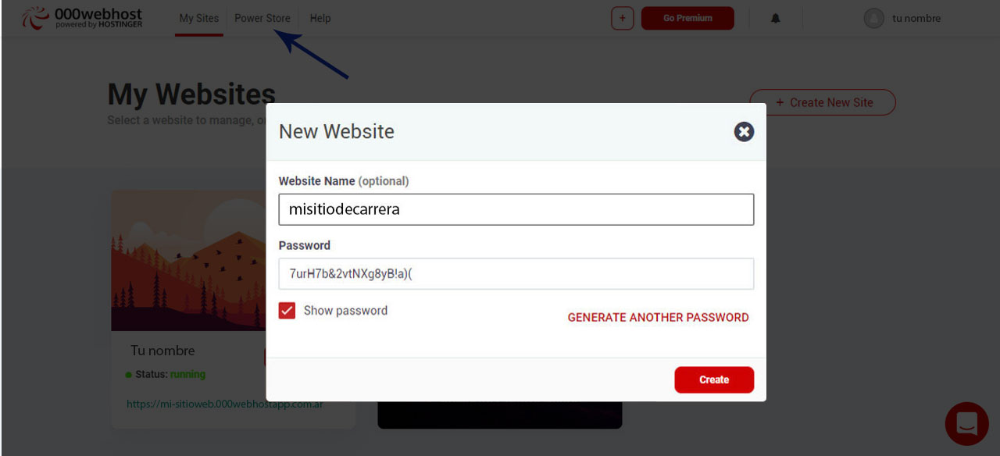 000webhost
powered by HOSTINGER
My Sites
Power Store
Help
+
Go Premium
tu nombre
My Websites
Select a website to manage, o
+ Create New Site
New Website
Website Name (optional)
misitiodecarrera
Password
7urH7b&2vtNXg8yB!a)(
Show password
GENERATE ANOTHER PASSWORD
Create
Tu nombre
Status: running
https://mi-sitioweb.000webhostapp.com.ar